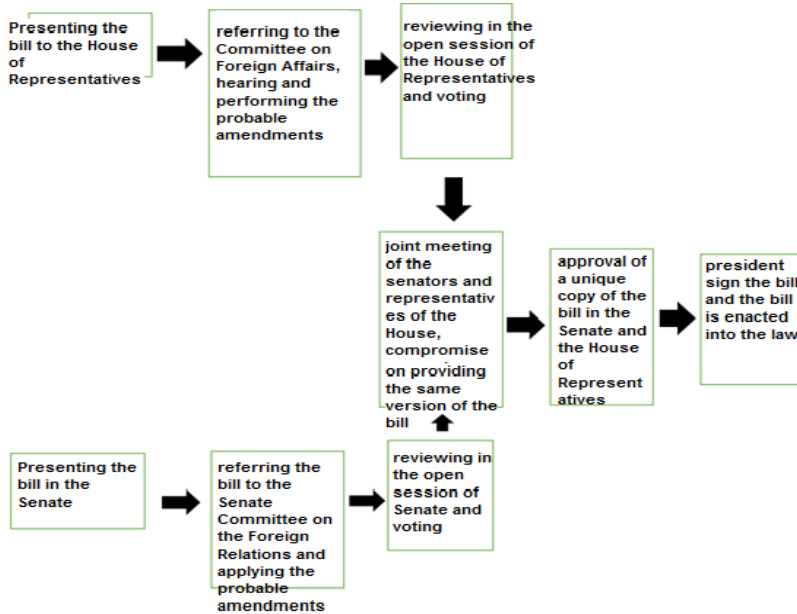 Presenting the
bill to the House
of
Representatives
referring to the
Committee on
Foreign Affairs,
hearing and
performing the
probable
amendments
reviewing in the
open session of
the House of
Representatives
and voting
joint meeting
of the
senators and
representativ
es of the
House,
compromise
on providing
the same
version of the
bill
approval of
a unique
copy of the
bill in the
Senate and
the House
of
Represent
atives
president
sign the bill
and the bill
is enacted
into the law
Presenting the
bill in the
Senate
referring the
bill to the
Senate
Committee on
the Foreign
Relations and
applying the
probable
amendments
reviewing in
the open
session of
Senate and
voting